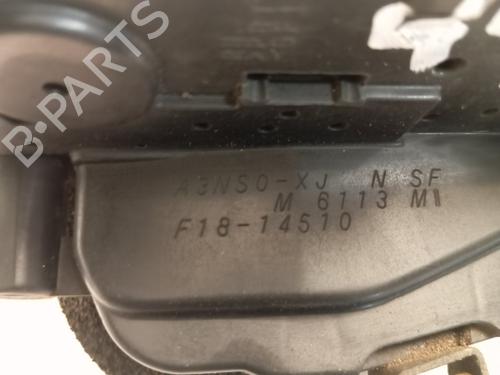 B-PARTS
A3NS0-XJ N SF
M 6113 M
F18-14510